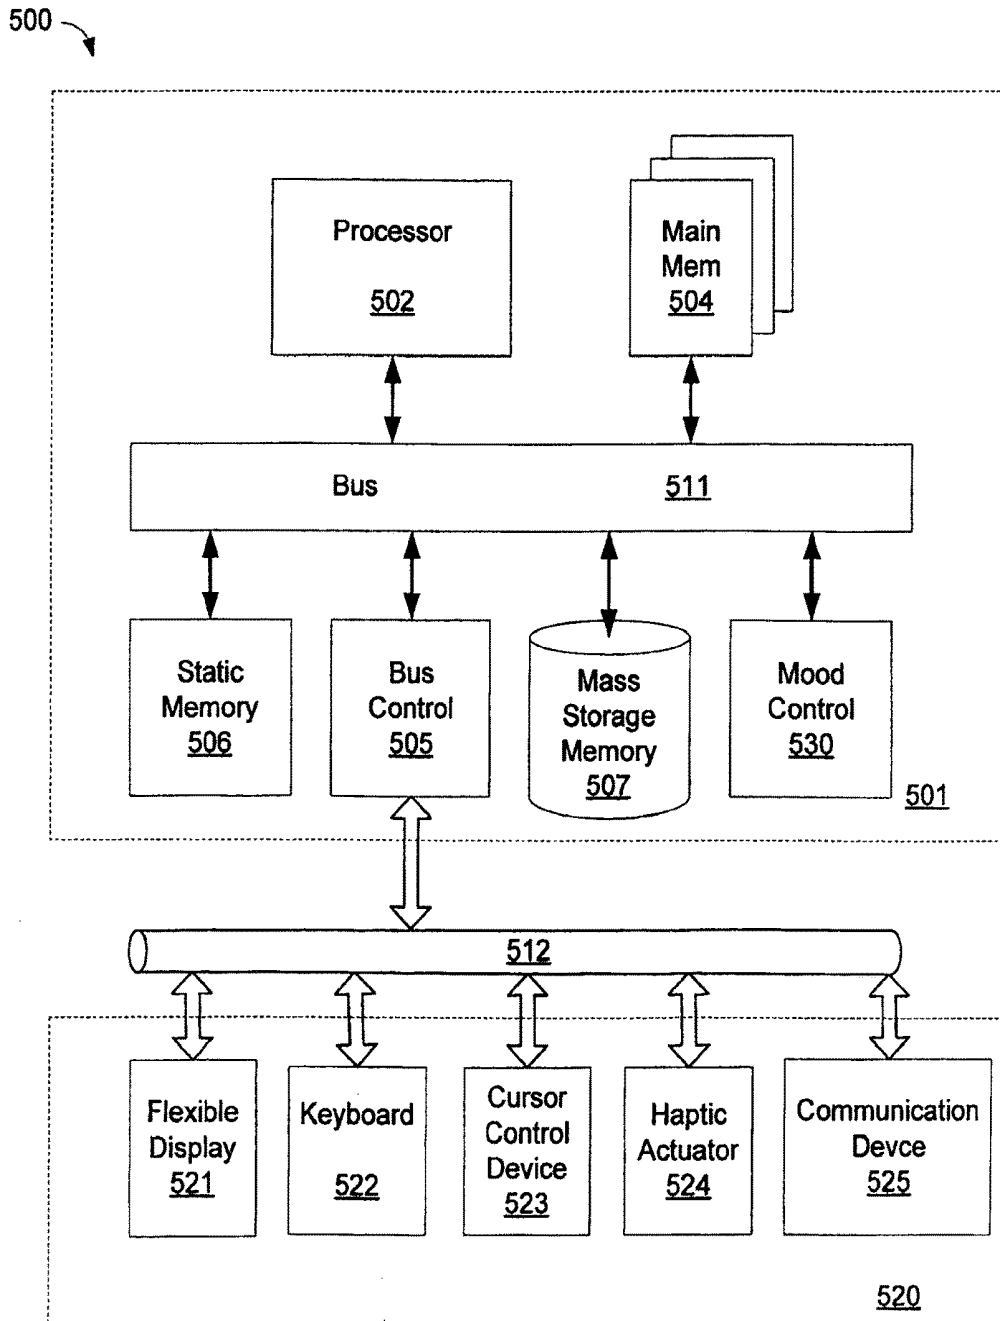 500
Processor
502
Main
Mem
504
Bus 511
Static
Memory
506
Bus
Control
505
Mass
Storage
Memory
507
Mood
Control
530
501
512
Flexible
Display
521
Keyboard
522
Cursor
Control
Device
523
Haptic
Actuator
524
Communication
Devce
525
520